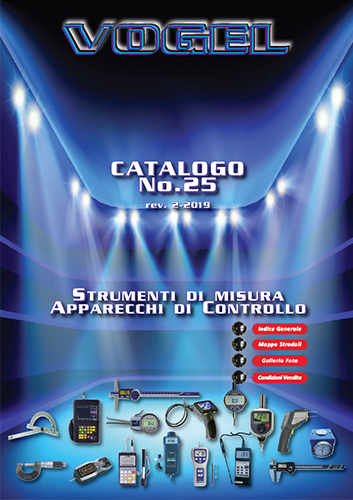 VOGEL
CATALOGO
No.25
rev. 2-2019
STRUMENTI DI MISURA
APPARECCHI DI CONTROLLO
Indice Generale
Mappe Stradali
Galleria Foto
Condizioni Vendita